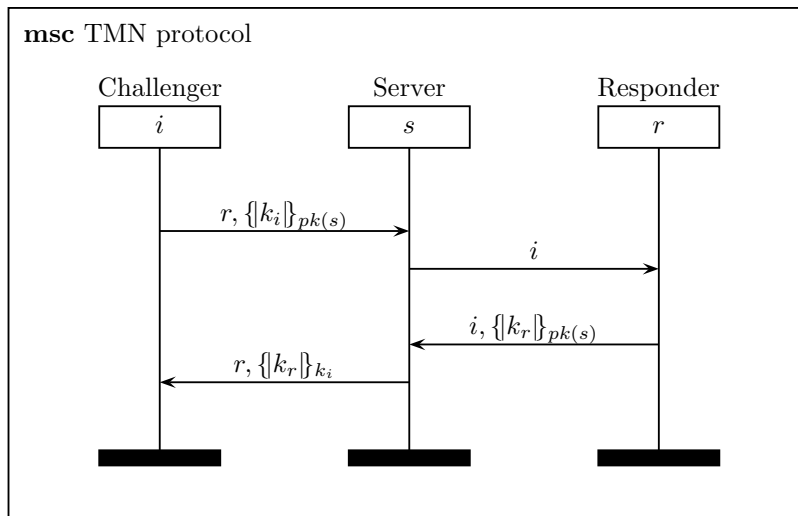 msc TMN protocol
Challenger Server Responder
i s r
r, {|k_i|}_{pk(s)}
i
i, {|k_r|}_{pk(s)}
r, {|k_r|}_{k_i}